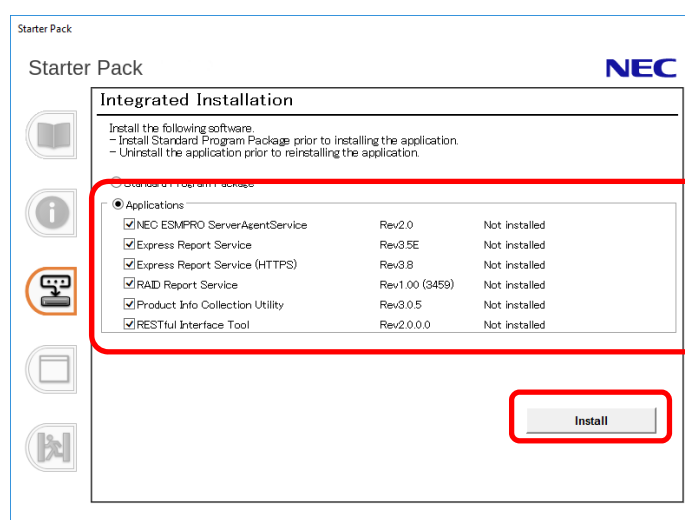 Starter Pack
Starter Pack
NEC
Integrated Installation
Install the following software.
- Install Standard Program Package prior to installing the application.
- Uninstall the application prior to reinstalling the application.
Standard Program Package
Applications
NEC ESMPRO ServerAgentService Rev2.0 Not installed
Express Report Service Rev3.5E Not installed
Express Report Service (HTTPS) Rev3.8 Not installed
RAID Report Service Rev1.00 (3459) Not installed
Product Info Collection Utility Rev3.0.5 Not installed
RESTful Interface Tool Rev2.0.0.0 Not installed
Install